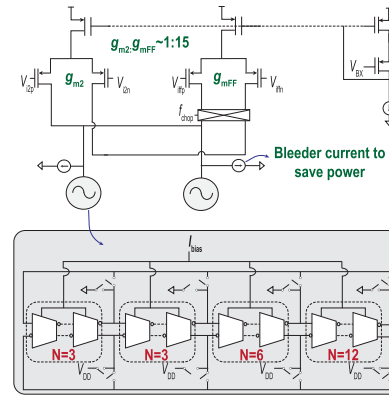 g_m2:g_mFF~1:15
V_BX
V_i2p g_m2 V_i2n V_iffp g_mFF V_iffn
f_chop
Bleeder current to
save power
I_bias
N=3 N=3 N=6 N=12
V_DD V_DD V_DD V_DD